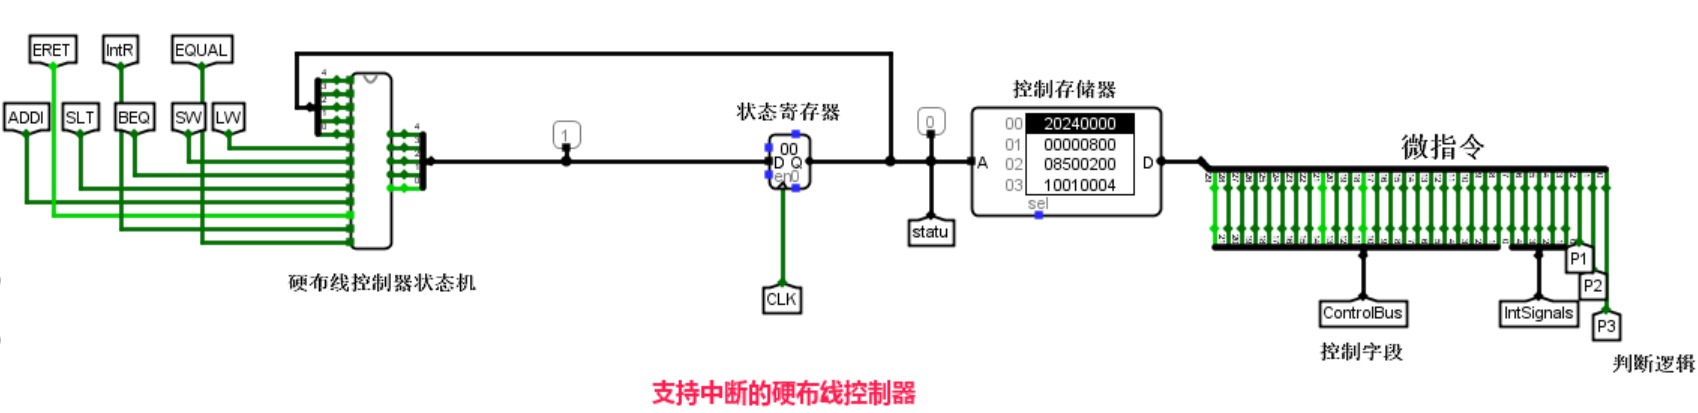 ERET IntR EQUAL
ADDI SLT BEQ SW LW
4
4
1
状态寄存器
00
D Q
en0
CLK
0
statu
控制存储器
00 20240000
01 00000800
02 08500200
03 10010004
A D
sel
微指令
P1
P2
P3
ControlBus
IntSignals
控制字段
判断逻辑
硬布线控制器状态机
支持中断的硬布线控制器